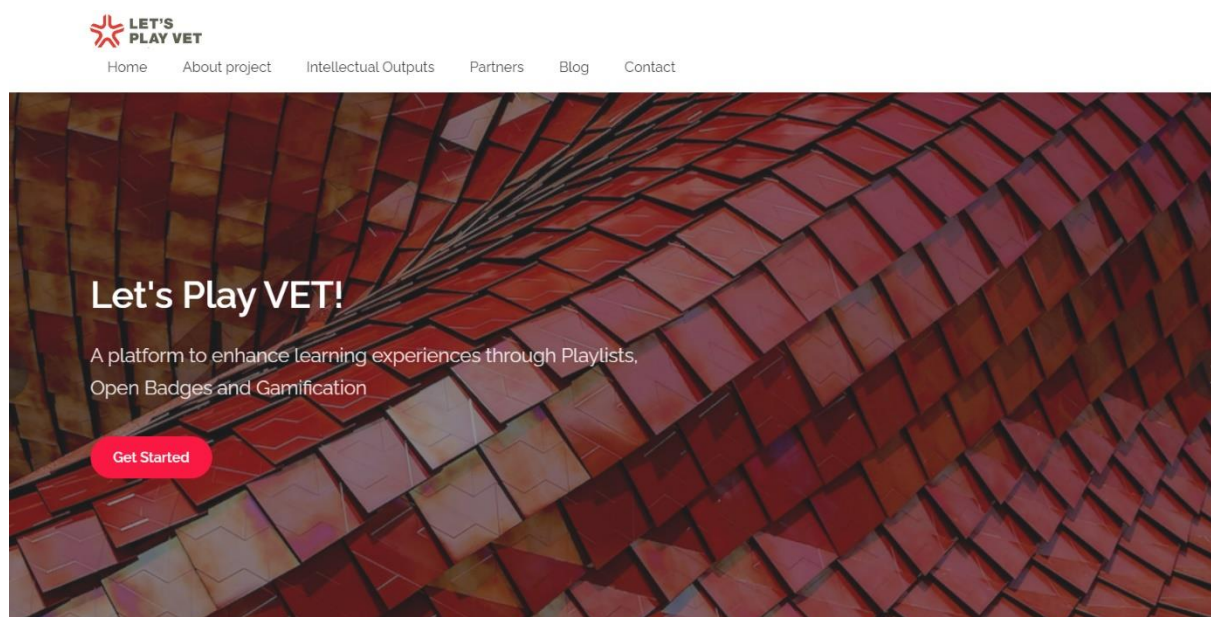 LET'S
PLAY VET
Home About project Intellectual Outputs Partners Blog Contact
Let's Play VET!
A platform to enhance learning experiences through Playlists,
Open Badges and Gamification
Get Started